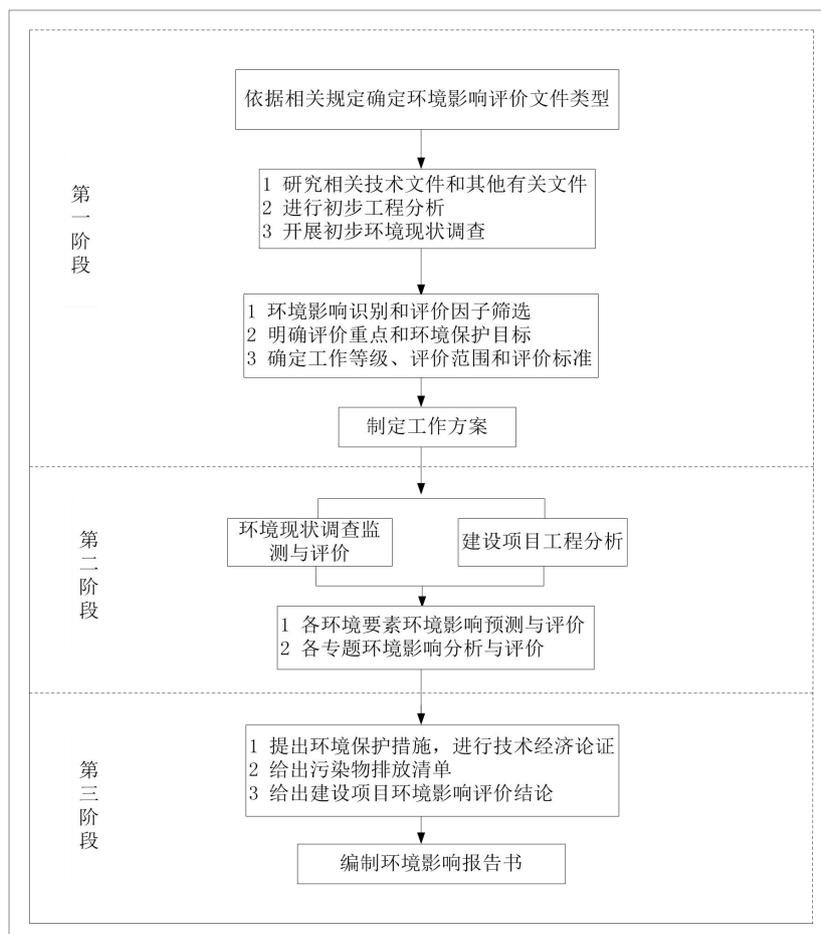 依据相关规定确定环境影响评价文件类型
第一阶段
1 研究相关技术文件和其他有关文件
2 进行初步工程分析
3 开展初步环境现状调查
1 环境影响识别和评价因子筛选
2 明确评价重点和环境保护目标
3 确定工作等级、评价范围和评价标准
制定工作方案
第二阶段
环境现状调查监
测与评价
建设项目工程分析
1 各环境要素环境影响预测与评价
2 各专题环境影响分析与评价
第三阶段
1 提出环境保护措施，进行技术经济论证
2 给出污染物排放清单
3 给出建设项目环境影响评价结论
编制环境影响报告书